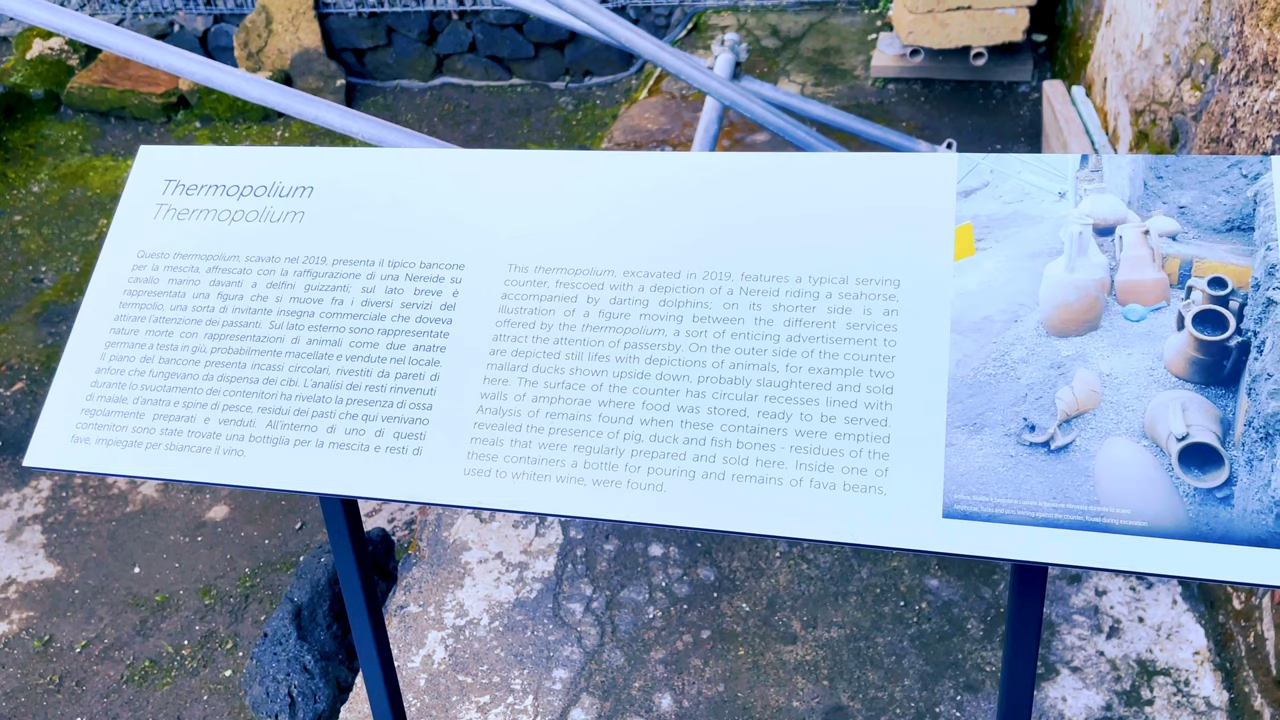 Thermopolium
Thermopolium
Questo thermopolium, scavato nel 2019, presenta il tipico bancone
per la mescita, affrescato con la raffigurazione di una Nereide su
cavallo marino davanti a delfini guizzanti; sul lato breve è
rappresentata una figura che si muove fra i diversi servizi del
termpolio, una sorta di invitante insegna commerciale che doveva
attirare l'attenzione dei passanti. Sul lato esterno sono rappresentate
nature morte con rappresentazioni di animali come due anatre
germane a testa in giù, probabilmente macellate e vendute nel locale.
Il piano del bancone presenta incassi circolari, rivestiti da pareti di
anfore che fungevano da dispensa dei cibi. L'analisi dei resti rinvenuti
durante lo svuotamento dei contenitori ha rivelato la presenza di ossa
di maiale, d'anatra e spine di pesce, residui dei pasti che qui venivano
regolarmente preparati e venduti. All'interno di uno di questi
contenitori sono state trovate una bottiglia per la mescita e resti di
fave, impiegate per sbiancare il vino.
This thermopolium, excavated in 2019, features a typical serving
counter, frescoed with a depiction of a Nereid riding a seahorse,
accompanied by darting dolphins; on its shorter side is an
illustration of a figure moving between the different services
offered by the thermopolium, a sort of enticing advertisement to
attract the attention of passersby. On the outer side of the counter
are depicted still lifes with depictions of animals, for example two
mallard ducks shown upside down, probably slaughtered and sold
here. The surface of the counter has circular recesses lined with
walls of amphorae where food was stored, ready to be served.
Analysis of remains found when these containers were emptied
revealed the presence of pig, duck and fish bones - residues of the
meals that were regularly prepared and sold here. Inside one of
these containers a bottle for pouring and remains of fava beans,
used to whiten wine, were found.
Amphorae, flasks and pots leaning against the counter, found during excavation